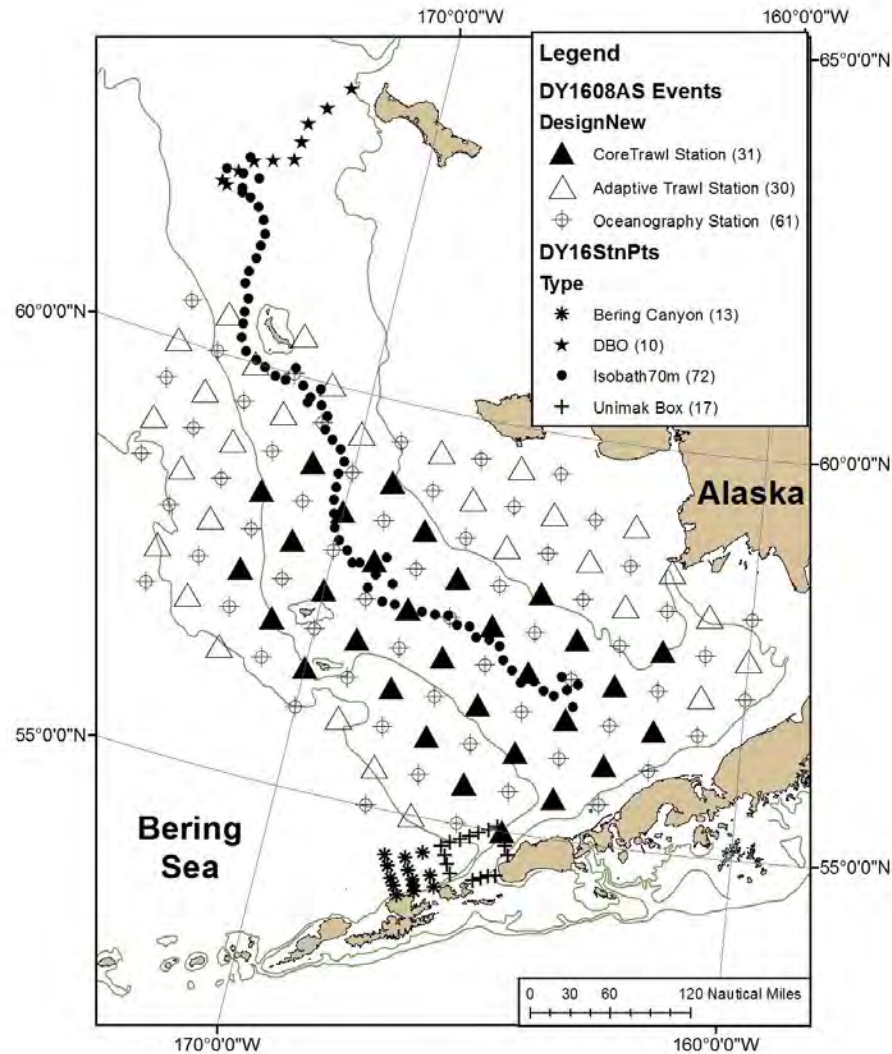 170°0'0"W
160°0'0"W
65°0'0"N
Legend
DY1608AS Events
DesignNew
CoreTrawl Station (31)
Adaptive Trawl Station (30)
Oceanography Station (61)
DY16StnPts
Type
Bering Canyon (13)
DBO (10)
Isobath70m (72)
Unimak Box (17)
60°0'0"N
60°0'0"N
Alaska
55°0'0"N
Bering
Sea
55°0'0"N
0 30 60 120 Nautical Miles
170°0'0"W
160°0'0"W